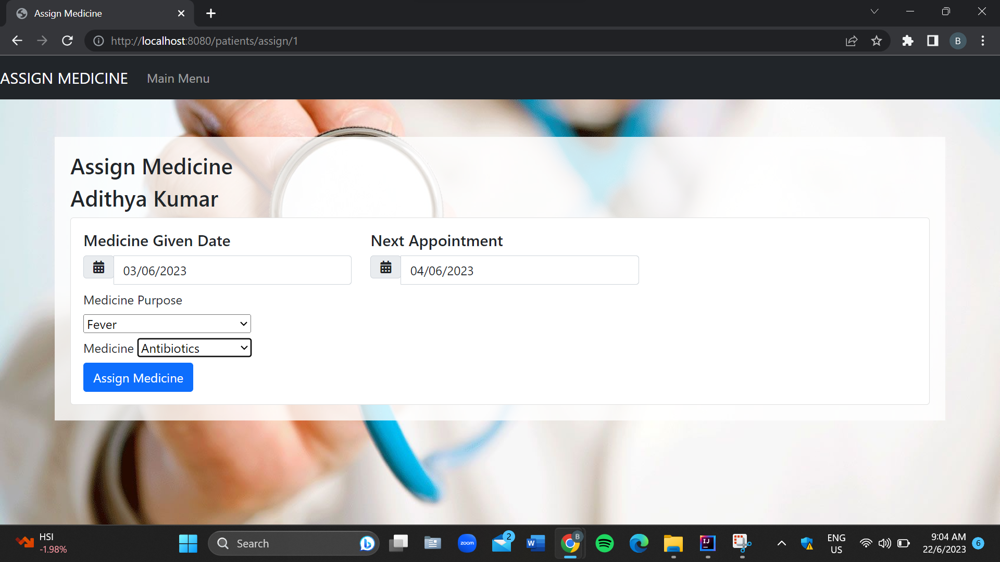 Assign Medicine
http://localhost:8080/patients/assign/1
B
ASSIGN MEDICINE Main Menu
Assign Medicine
Adithya Kumar
Medicine Given Date Next Appointment
03/06/2023 04/06/2023
Medicine Purpose
Fever
Medicine Antibiotics
Assign Medicine
HSI
-1.98%
Search
zoom
2
W
B
IJ
ENG
US
9:04 AM
22/6/2023
6